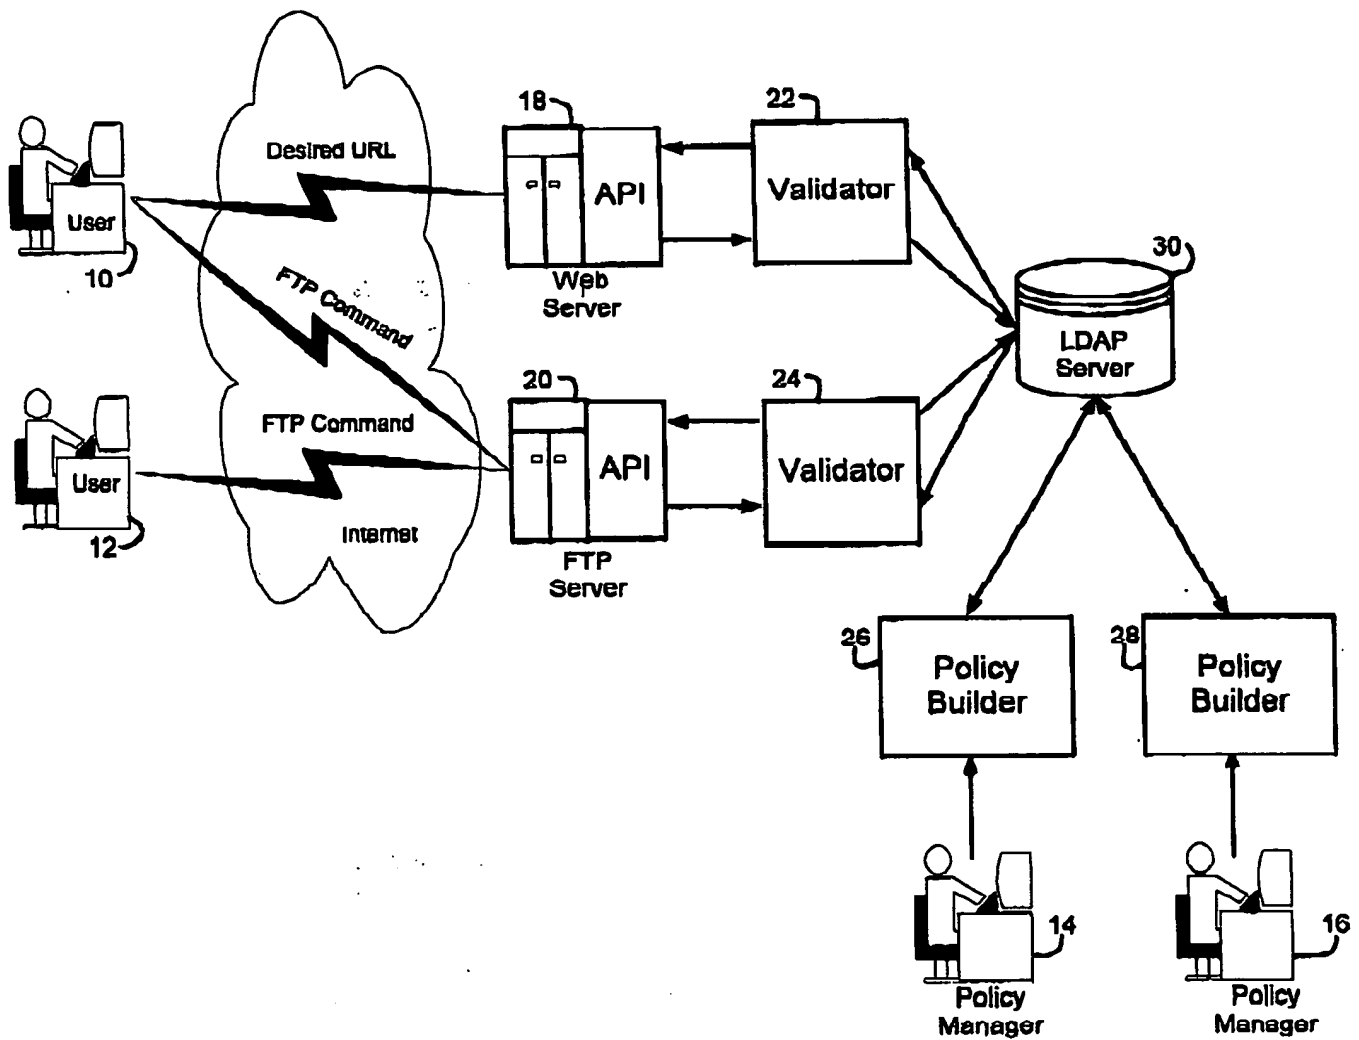 18
22
Desired URL
API
Validator
User
10
Web
Server
30
FTP Command
LDAP
Server
20
24
FTP Command
API
Validator
User
12
Internet
FTP
Server
26
28
Policy
Builder
Policy
Builder
14
16
Policy
Manager
Policy
Manager